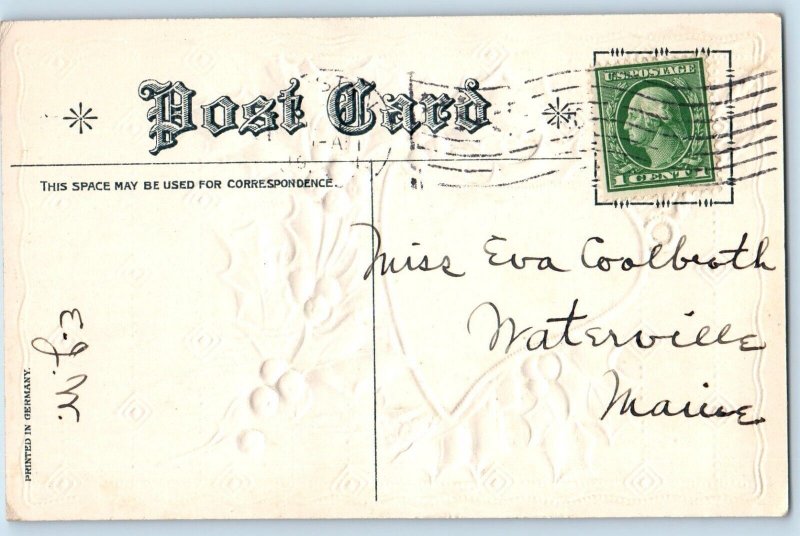 Post Card
U.S. POSTAGE
1 CENT 1
THIS SPACE MAY BE USED FOR CORRESPONDENCE.
Miss Eva Coolbroth
Waterville
Maine
PRINTED IN GERMANY.